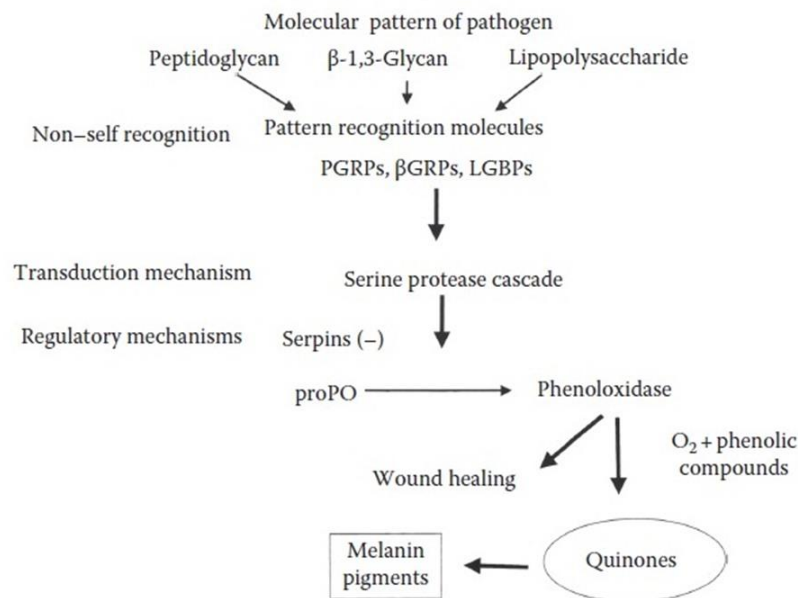 Molecular pattern of pathogen
Peptidoglycan β-1,3-Glycan Lipopolysaccharide
Non–self recognition Pattern recognition molecules
PGRPs, βGRPs, LGBPs
Transduction mechanism Serine protease cascade
Regulatory mechanisms Serpins (–)
proPO Phenoloxidase
O₂ + phenolic
compounds
Wound healing
Melanin
pigments
Quinones